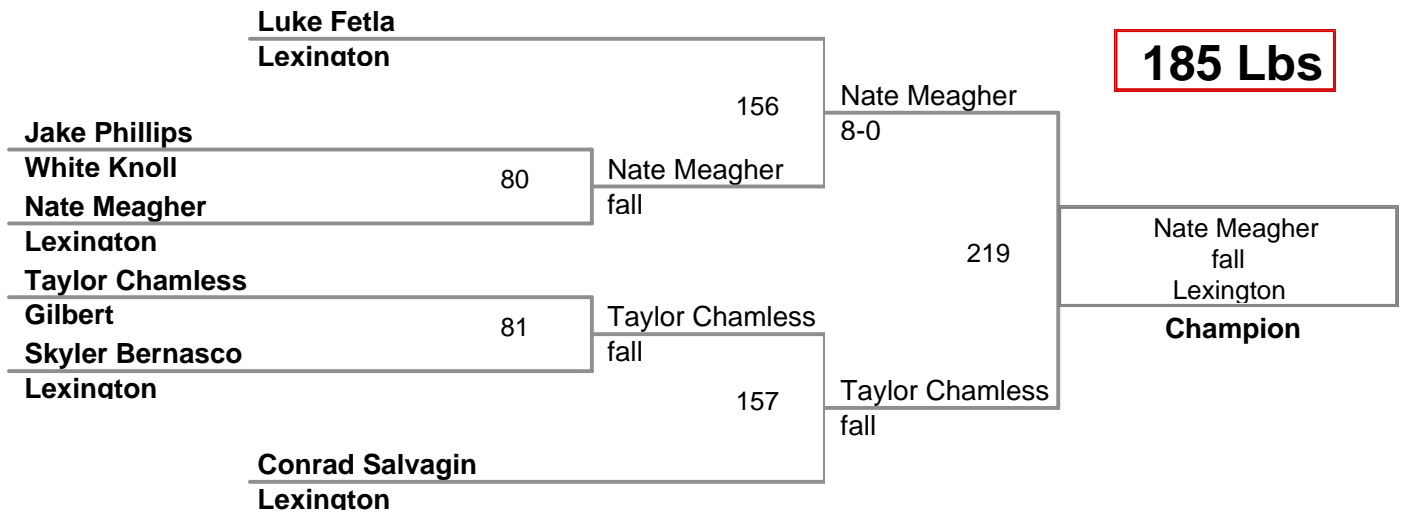 Luke Fetla
Lexington
185 Lbs
156
Nate Meagher
8-0
Jake Phillips
White Knoll
80
Nate Meagher
fall
Nate Meagher
Lexington
219
Nate Meagher
fall
Lexington
Champion
Taylor Chamless
Gilbert
81
Taylor Chamless
fall
Skyler Bernasco
Lexington
157
Taylor Chamless
fall
Conrad Salvagin
Lexington